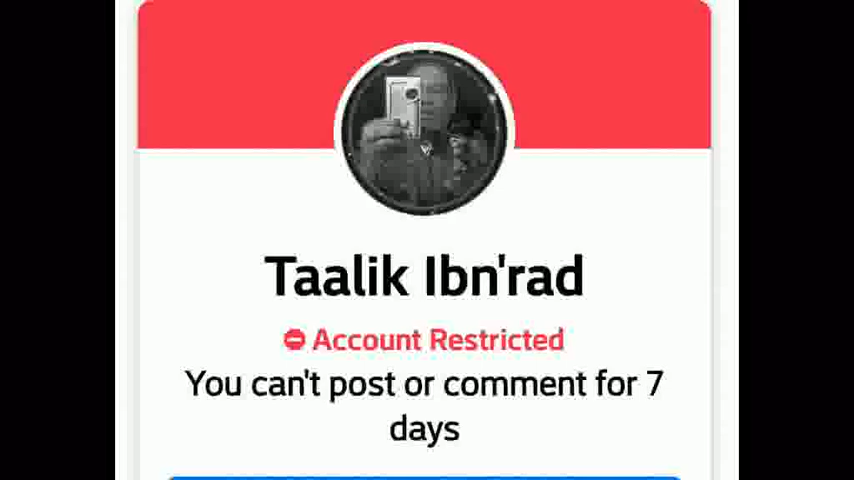 Taalik Ibn'rad
Account Restricted
You can't post or comment for 7
days